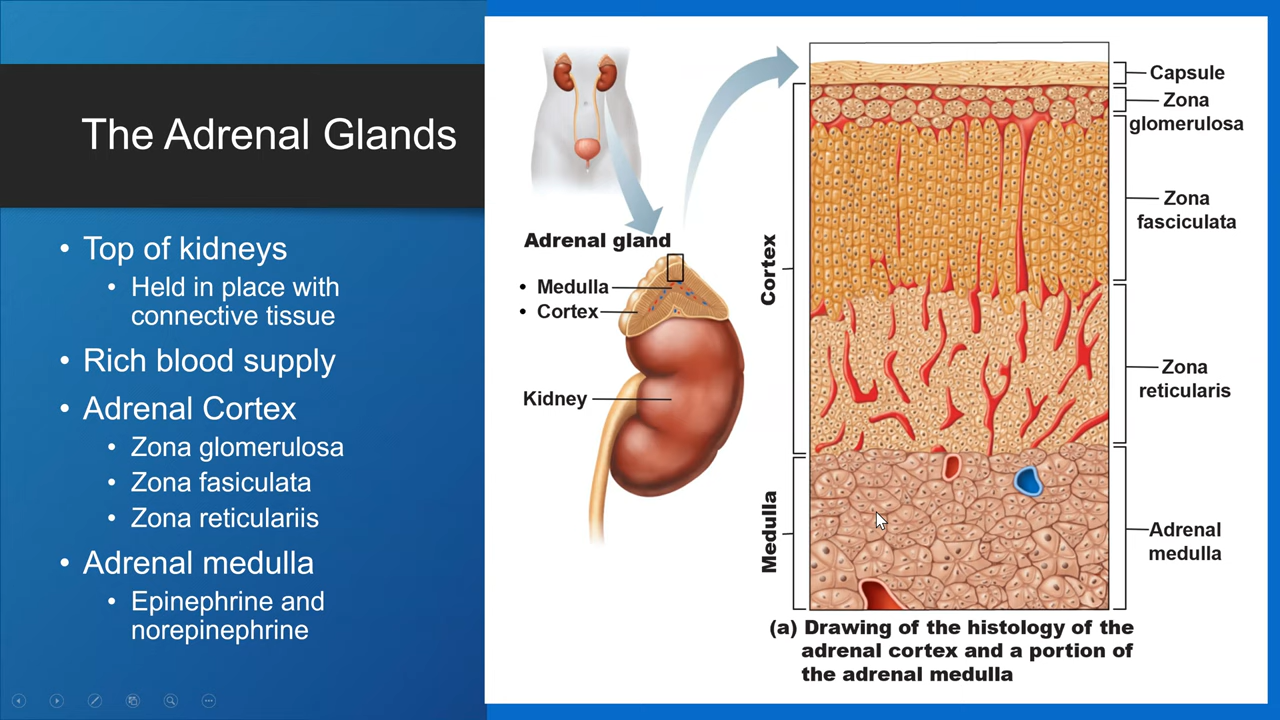 The Adrenal Glands
• Top of kidneys
• Held in place with
connective tissue
• Rich blood supply
• Adrenal Cortex
• Zona glomerulosa
• Zona fasiculata
• Zona reticulariis
• Adrenal medulla
• Epinephrine and
norepinephrine
Adrenal gland
• Medulla
• Cortex
Kidney
Cortex
Medulla
Capsule
Zona
glomerulosa
Zona
fasciculata
Zona
reticularis
Adrenal
medulla
(a) Drawing of the histology of the
adrenal cortex and a portion of
the adrenal medulla